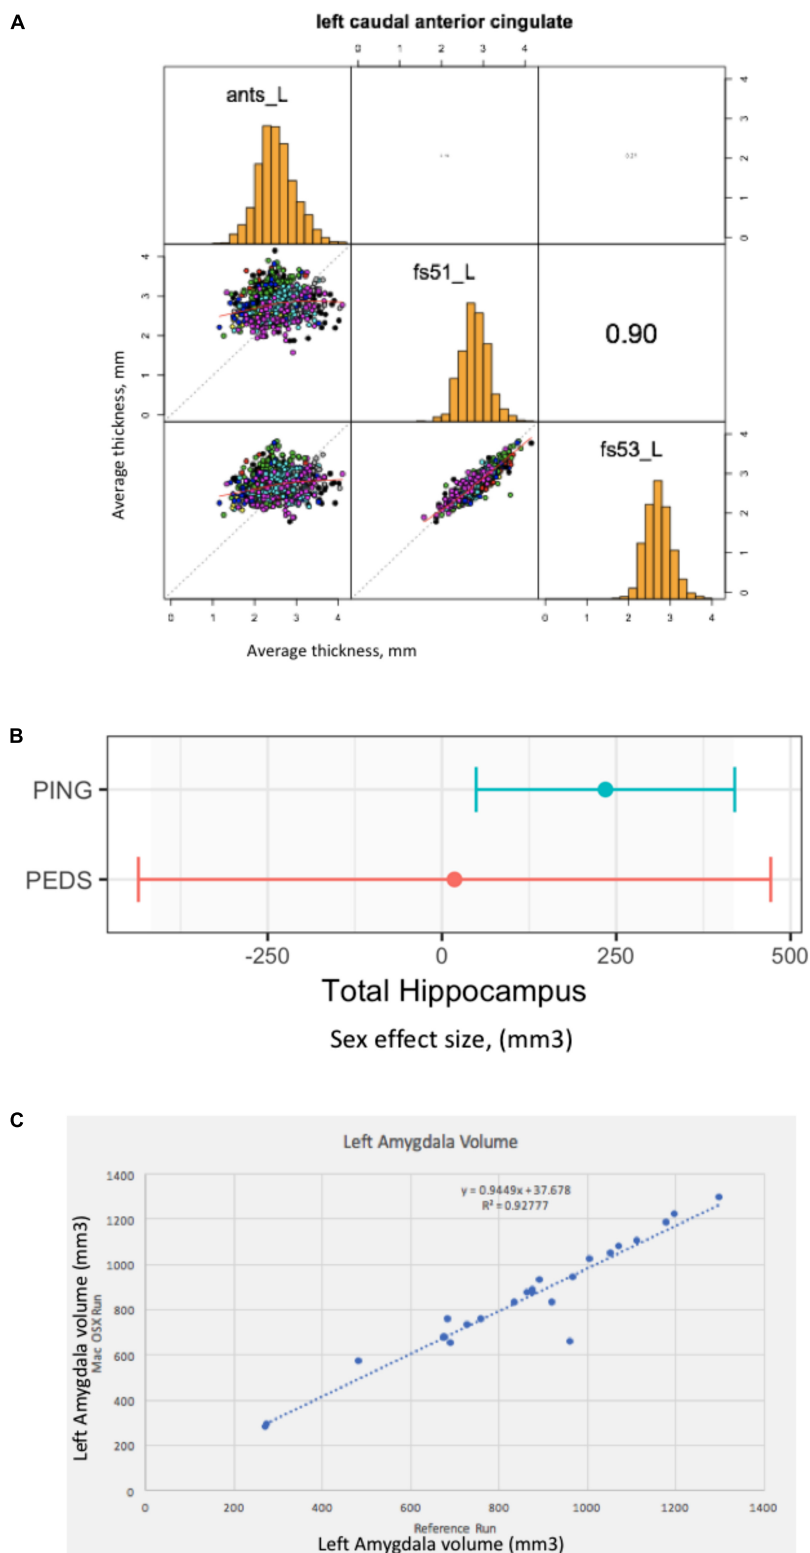 A
left caudal anterior cingulate
0 1 2 3 4
ants_L
4
3
2
1
0
fs51_L
0.90
4
3
2
1
0
Average thickness, mm
fs53_L
4
3
2
1
0
0 1 2 3 4
0 1 2 3 4
Average thickness, mm
B
PING
PEDS
-250 0 250 500
Total Hippocampus
Sex effect size, (mm3)
C
Left Amygdala Volume
y = 0.9449x + 37.678
R² = 0.92777
1400
1200
1000
800
600
400
200
0
Left Amygdala volume (mm3)
Mac OSX Run
0 200 400 600 800 1000 1200 1400
Reference Run
Left Amygdala volume (mm3)